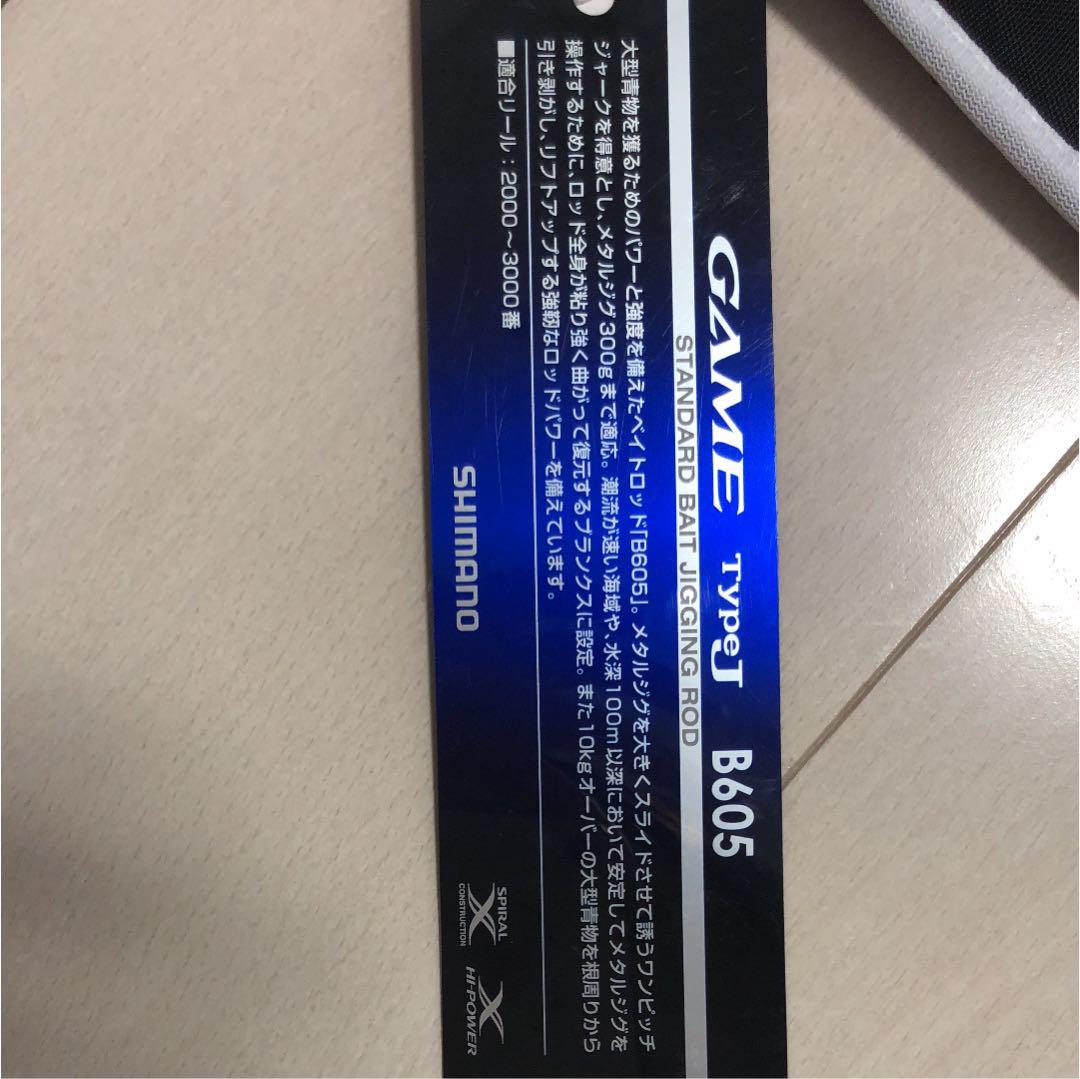 GAME TypeJ B605
STANDARD BAIT JIGGING ROD
大型青物を獲るためのパワーと強度を備えたベイトロッド「B605」。メタルジグを大きくスライドさせて誘うワンピッチ
ジャークを得意とし、メタルジグ300gまで適応。潮流が速い海域や、水深100m以深において安定してメタルジグを
操作するために、ロッド全身が粘り強く曲がって復元するブランクスに設定。また10kgオーバーの大型青物を根周りから
引き剥がし、リフトアップする強靭なロッドパワーを備えています。
■適合リール：2000〜3000番
SHIMANO
SPIRAL X CONSTRUCTION
HI-POWER X